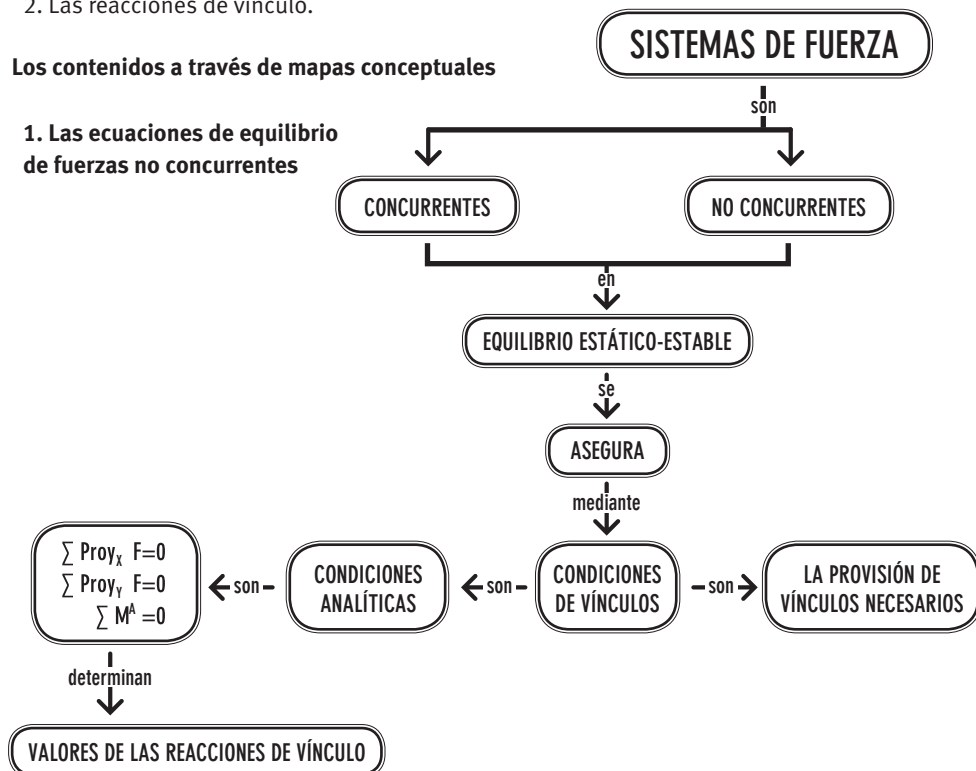 2. Las reacciones de vínculo.
Los contenidos a través de mapas conceptuales
1. Las ecuaciones de equilibrio
de fuerzas no concurrentes
SISTEMAS DE FUERZA
son
CONCURRENTES
NO CONCURRENTES
en
EQUILIBRIO ESTÁTICO-ESTABLE
se
ASEGURA
mediante
CONDICIONES
DE VÍNCULOS
son
LA PROVISIÓN DE
VÍNCULOS NECESARIOS
son
CONDICIONES
ANALÍTICAS
son
∑ Proyₓ F=0
∑ Proy_Y F=0
∑ Mᴬ =0
determinan
VALORES DE LAS REACCIONES DE VÍNCULO